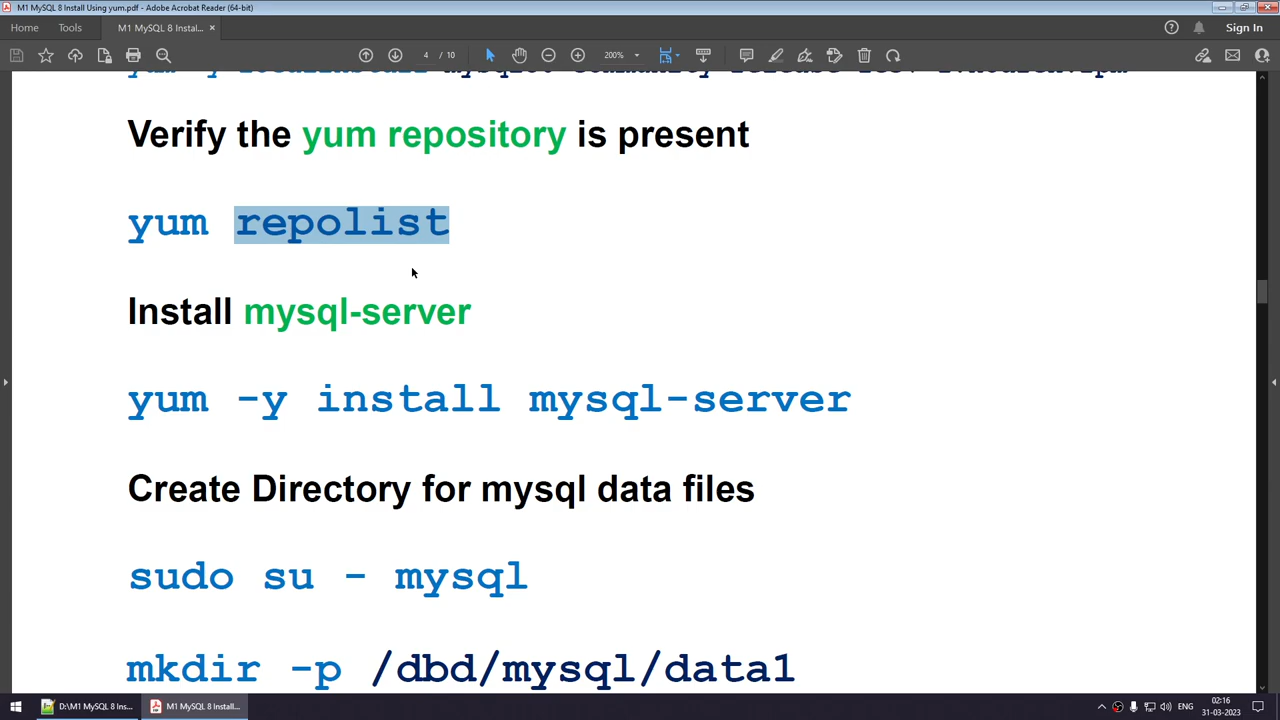 M1 MySQL 8 Install Using yum.pdf - Adobe Acrobat Reader (64-bit)
Home Tools M1 MySQL 8 Install... × Sign In
4 / 10 200%
Verify the yum repository is present
yum repolist
Install mysql-server
yum -y install mysql-server
Create Directory for mysql data files
sudo su - mysql
mkdir -p /dbd/mysql/data1
D:\M1 MySQL 8 Ins... M1 MySQL 8 Install... ENG 02:16
31-03-2023